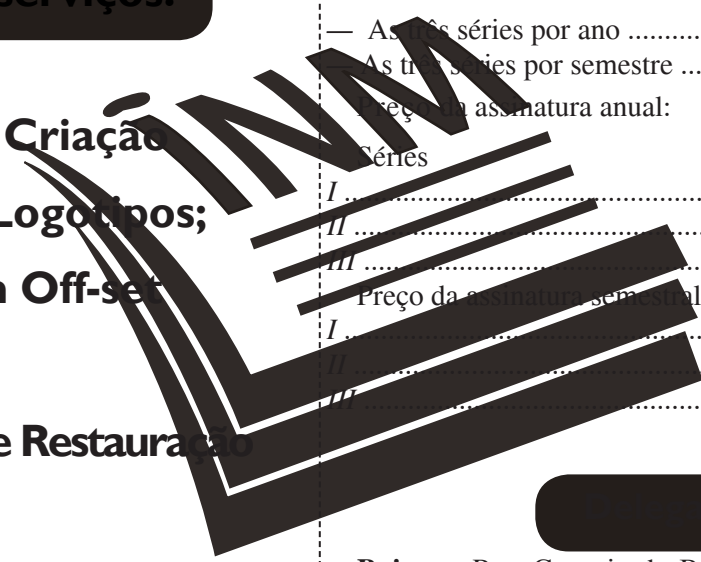 serviços:
Criação
Logotipos;
Off-set
e Restauração
INM
— As três séries por ano ..........
— As três séries por semestre ...
Preço da assinatura anual:
Séries
I ..................................................
II ................................................
III ..............................................
Preço da assinatura semestral
I ..................................................
II ................................................
III ..............................................